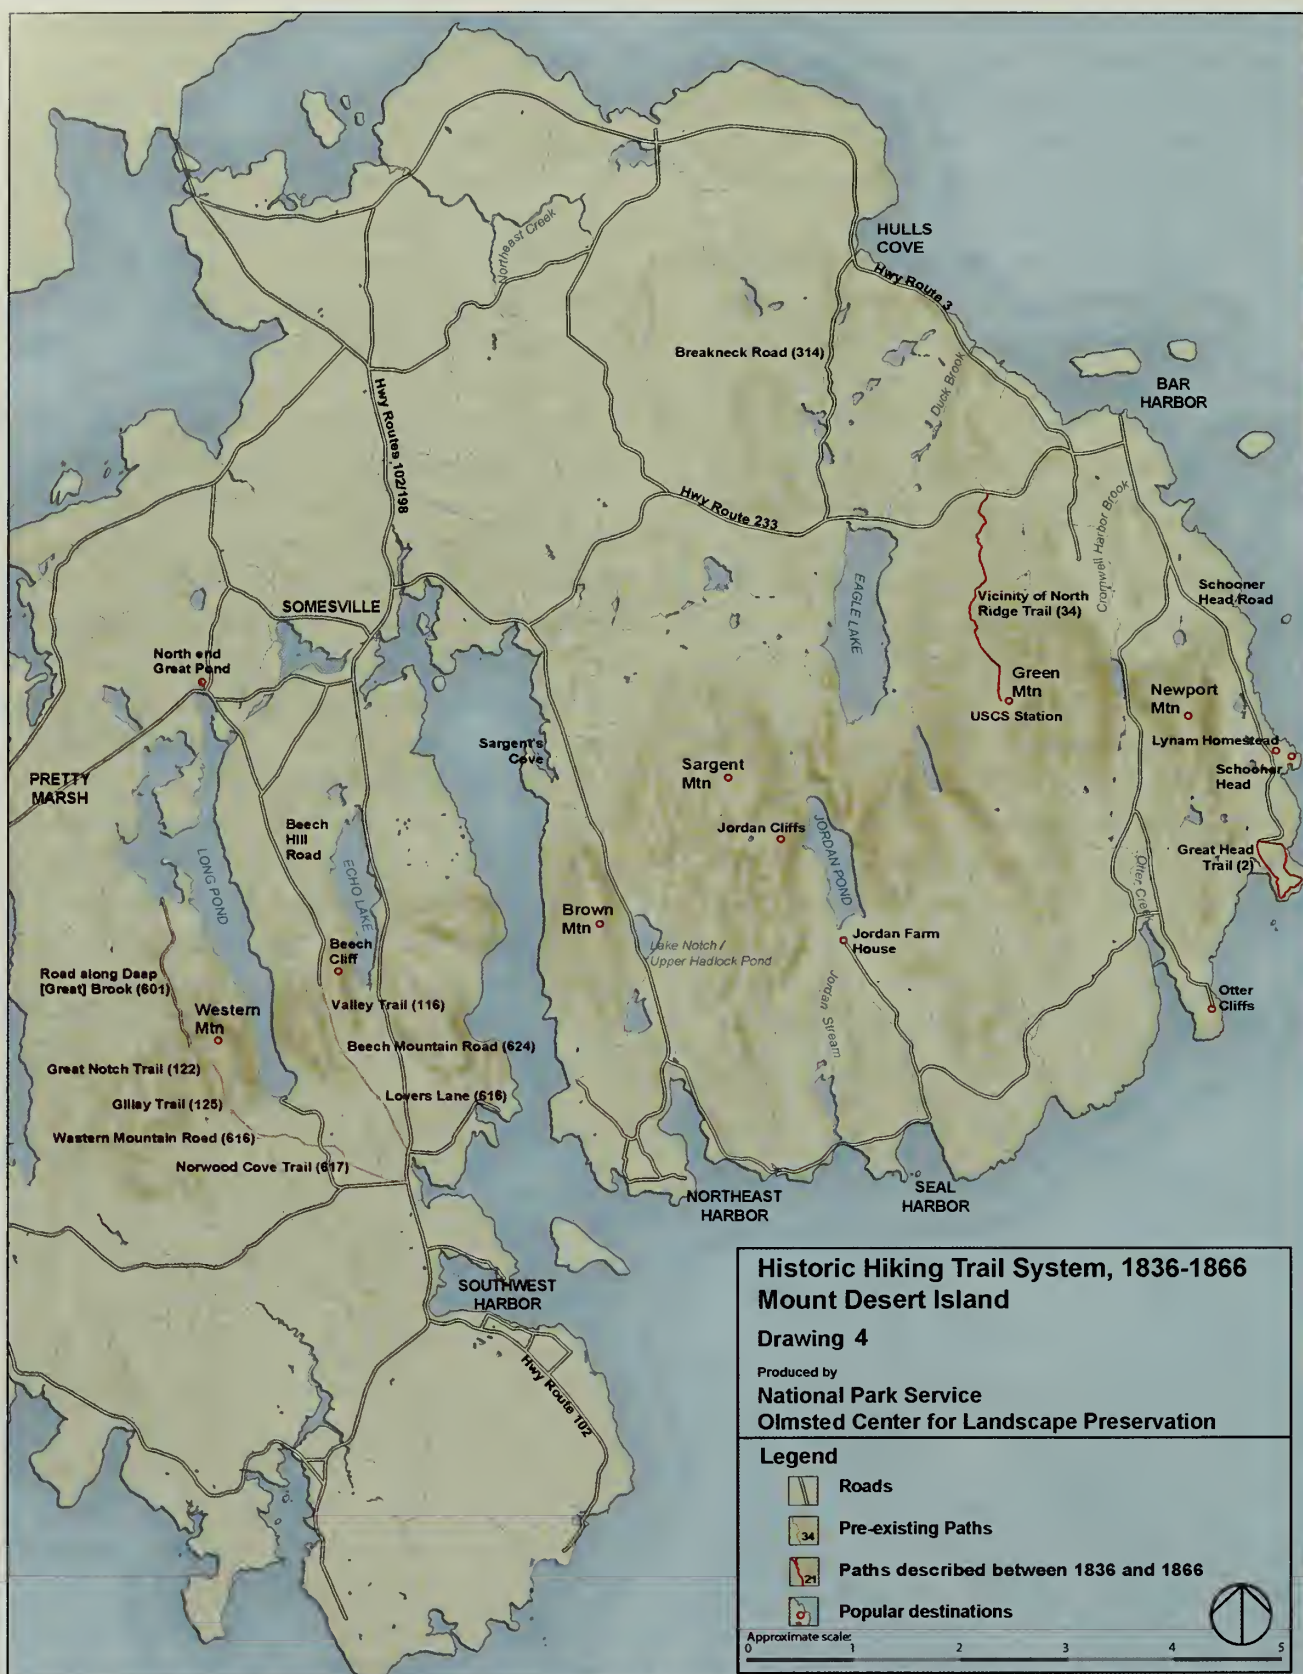 HULLS
COVE
Hwy Route 3
Northeast Creek
Breakneck Road (314)
Duck Brook
BAR
HARBOR
Hwy Routes 102/198
Hwy Route 233
Cromwell Harbor Brook
EAGLE LAKE
Schooner
Head Road
Vicinity of North
Ridge Trail (34)
SOMESVILLE
North end
Great Pond
Green
Mtn
USCS Station
Newport
Mtn
Lynam Homestead
Schooner
Head
Sargent's
Cove
Sargent
Mtn
PRETTY
MARSH
Beech
Hill
Road
LONG POND
ECHO LAKE
Jordan Cliffs
JORDAN POND
Great Head
Trail (2)
Otter Creek
Brown
Mtn
Lake Notch /
Upper Hadlock Pond
Jordan Farm
House
Jordan Stream
Beech
Cliff
Road along Deep
[Great] Brook (601)
Western
Mtn
Valley Trail (116)
Otter
Cliffs
Beech Mountain Road (624)
Great Notch Trail (122)
Gilley Trail (125)
Lovers Lane (616)
Western Mountain Road (616)
Norwood Cove Trail (617)
NORTHEAST
HARBOR
SEAL
HARBOR
SOUTHWEST
HARBOR
Hwy Route 102
Historic Hiking Trail System, 1836-1866
Mount Desert Island
Drawing 4
Produced by
National Park Service
Olmsted Center for Landscape Preservation
Legend
Roads
34
Pre-existing Paths
21
Paths described between 1836 and 1866
Popular destinations
Approximate scale:
0 1 2 3 4 5